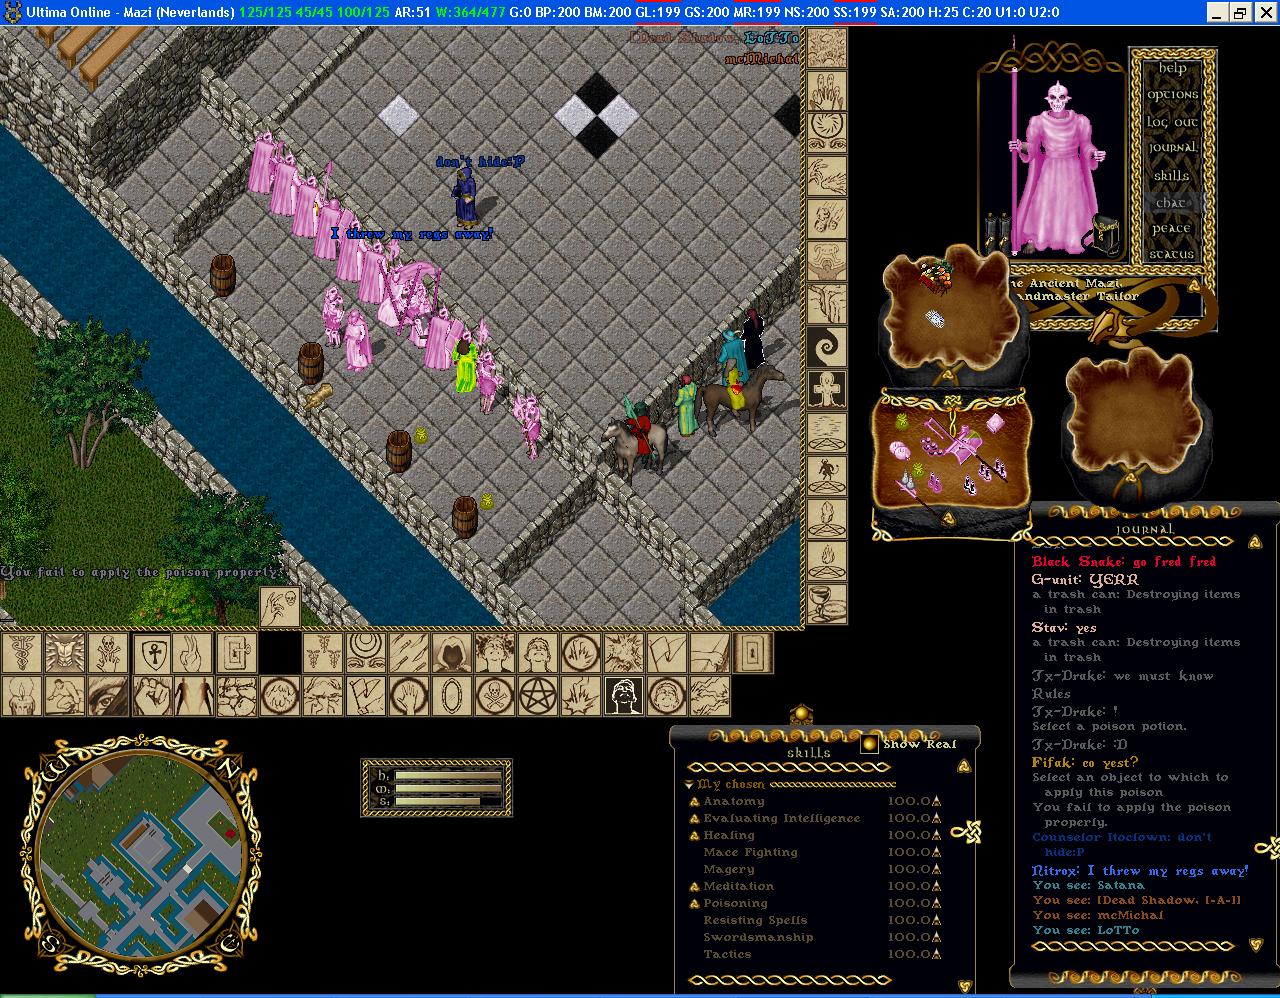 Ultima Online - Mazi (Neverlands) 125/125 45/45 100/125 AR:51 W:364/477 G:0 BP:200 BM:200 GL:199 GS:200 MR:199 NS:200 SS:199 SA:200 H:25 C:20 U1:0 U2:0
[Dead Shadow, LoTTo
mcMichal
don't hide:P
I threw my regs away!
You fail to apply the poison properly.
help
options
log out
journal
skills
chat
peace
status
he Ancient Mazi,
andmaster Tailor
journal
Black Snake: go fred fred
G-unit: YERR
a trash can: Destroying items
in trash
Stav: yes
a trash can: Destroying items
in trash
Tx-Drake: we must know
Rules
Tx-Drake: !
Select a poison potion.
Tx-Drake: :D
Fifak: co yest?
Select an object to which to
apply this poison
You fail to apply the poison
properly.
Counselor Itoclown: don't
hide:P
Nitrox: I threw my regs away!
You see: Satana
You see: [Dead Shadow, [-A-]]
You see: mcMichal
You see: LoTTo
W
N
S
E
h:
m:
s:
skills
Show Real
My chosen
Anatomy 100.0
Evaluating Intelligence 100.0
Healing 100.0
Mace Fighting 100.0
Magery 100.0
Meditation 100.0
Poisoning 100.0
Resisting Spells 100.0
Swordsmanship 100.0
Tactics 100.0